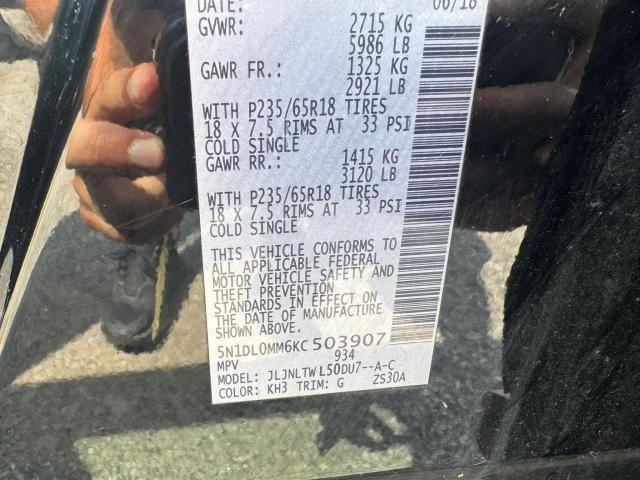 DATE: 06/18
GVWR: 2715 KG
5986 LB
GAWR FR.: 1325 KG
2921 LB
WITH P235/65R18 TIRES
18 X 7.5 RIMS AT 33 PSI
COLD SINGLE
GAWR RR.: 1415 KG
3120 LB
WITH P235/65R18 TIRES
18 X 7.5 RIMS AT 33 PSI
COLD SINGLE
THIS VEHICLE CONFORMS TO
ALL APPLICABLE FEDERAL
MOTOR VEHICLE SAFETY AND
THEFT PREVENTION
STANDARDS IN EFFECT ON
THE DATE OF MANUFACTURE
SHOWN ABOVE.
5N1DL0MM6KC503907
MPV 934
MODEL: JLJNLTWL50DU7--A-C
COLOR: KH3 TRIM: G ZS30A